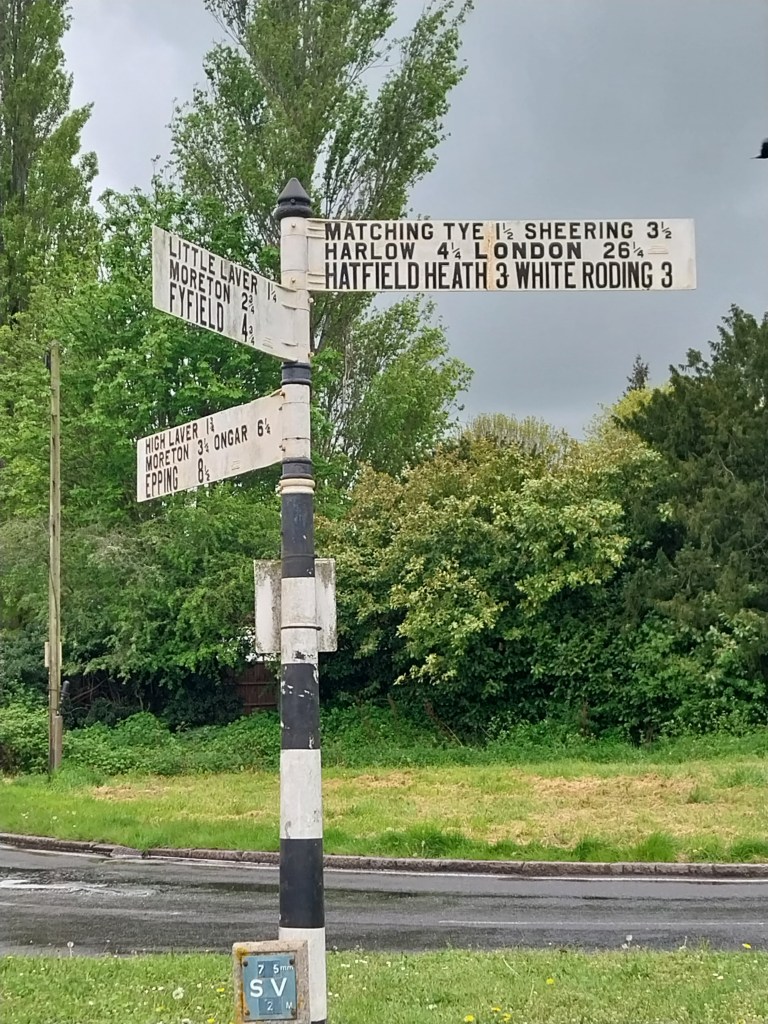 MATCHING TYE 1½ SHEERING 3½
HARLOW 4¼ LONDON 26¼
HATFIELD HEATH 3 WHITE RODING 3
LITTLE LAVER 1¼
MORETON 2¾
FYFIELD 4¾
HIGH LAVER 1¾
MORETON 3¼ ONGAR 6¼
EPPING 8½
75mm
SV
2 M